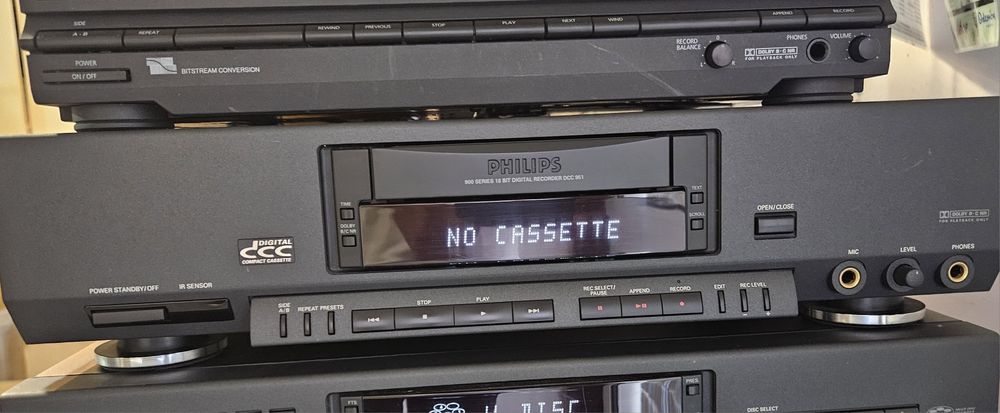 SIDE
A·B
REPEAT
REWIND
PREVIOUS
STOP
PLAY
NEXT
WIND
APPEND
RECORD
POWER
ON / OFF
BITSTREAM CONVERSION
RECORD
BALANCE
L
R
DOLBY B·C NR
FOR PLAYBACK ONLY
PHONES
VOLUME
PHILIPS
900 SERIES 18 BIT DIGITAL RECORDER DCC 951
TIME
DOLBY
B/C NR
TEXT
SCROLL
NO CASSETTE
OPEN/CLOSE
DOLBY B·C NR
FOR PLAYBACK ONLY
DIGITAL
dcc
COMPACT CASSETTE
MIC
LEVEL
PHONES
POWER STANDBY/OFF
IR SENSOR
SIDE
A/B
REPEAT
PRESETS
STOP
PLAY
REC SELECT/
PAUSE
APPEND
RECORD
EDIT
REC LEVEL
FTS
DISC
PRES.
DISC SELECT